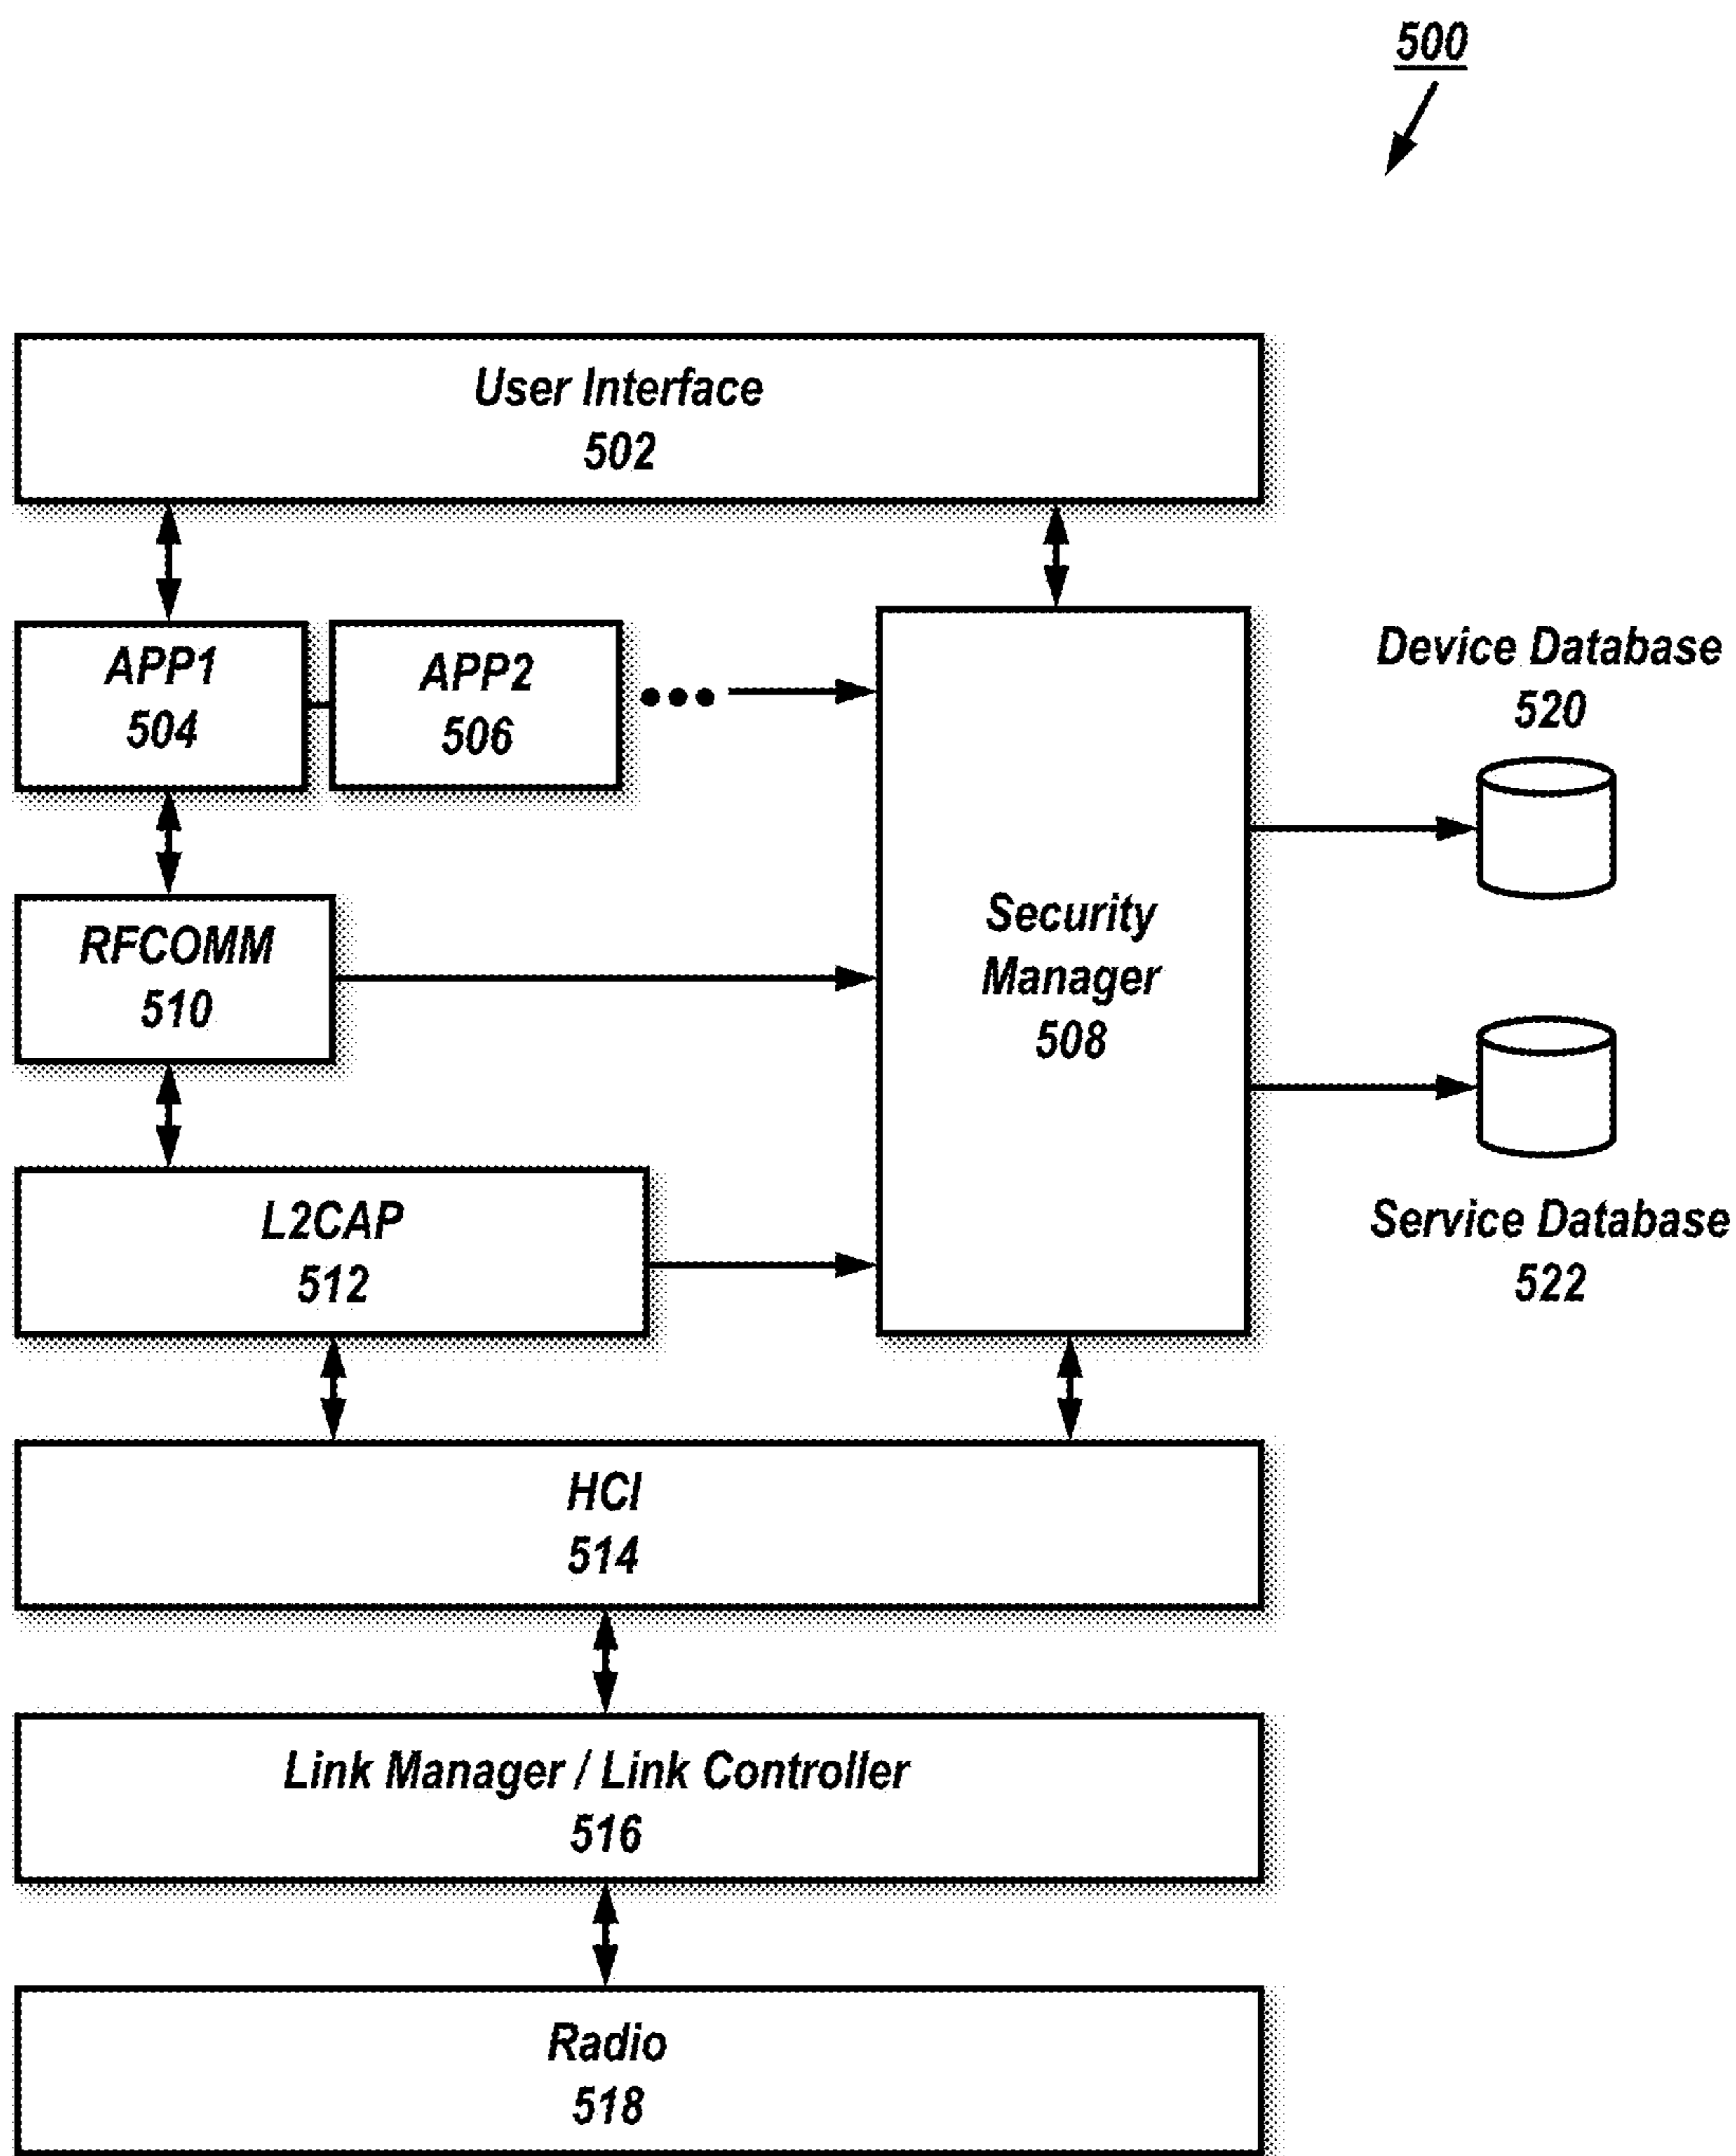 500
User Interface
502
APP1
504
APP2
506
Device Database
520
RFCOMM
510
Security
Manager
508
L2CAP
512
Service Database
522
HCI
514
Link Manager / Link Controller
516
Radio
518